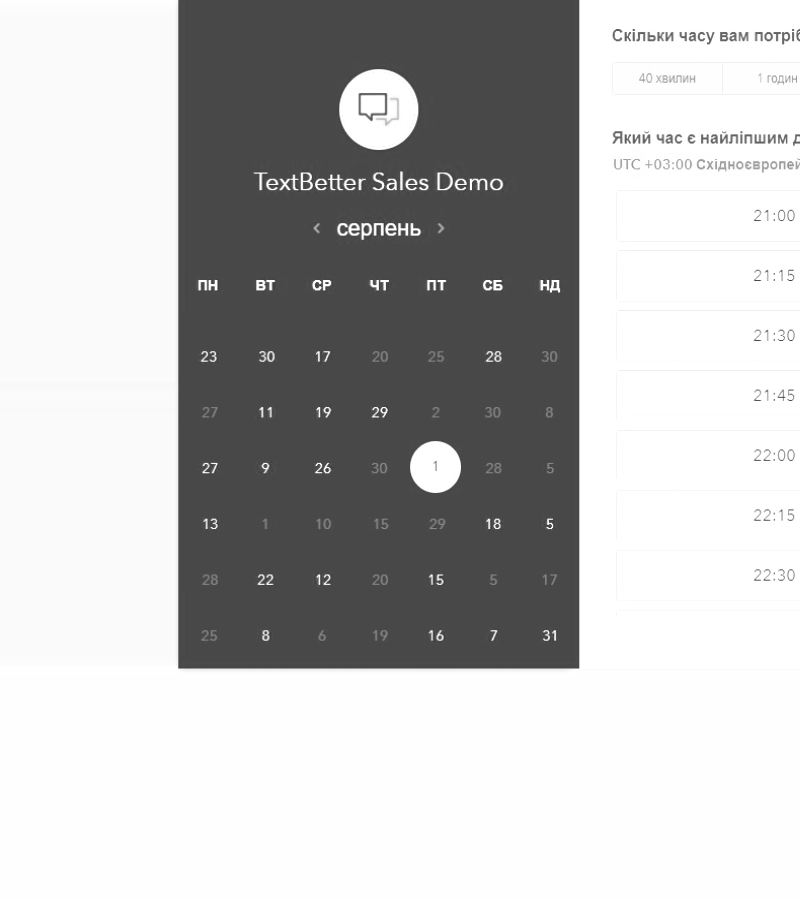 TextBetter Sales Demo
серпень
ПН ВТ СР ЧТ ПТ СБ НД
23 30 17 20 25 28 30
27 11 19 29 2 30 8
27 9 26 30 1 28 5
13 1 10 15 29 18 5
28 22 12 20 15 5 17
25 8 6 19 16 7 31
Скільки часу вам потріб
40 хвилин 1 годин
Який час є найліпшим д
UTC +03:00 Східноєвропей
21:00
21:15
21:30
21:45
22:00
22:15
22:30